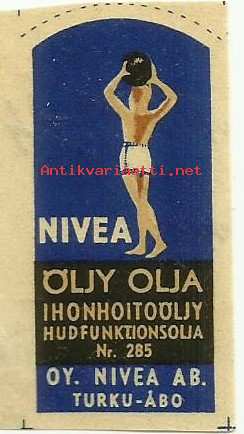 Antikvariaatti.net
NIVEA
ÖLJY OLJA
IHONHOITOÖLJY
HUDFUNKTIONSOLJA
Nr. 285
OY. NIVEA AB.
TURKU-ÅBO